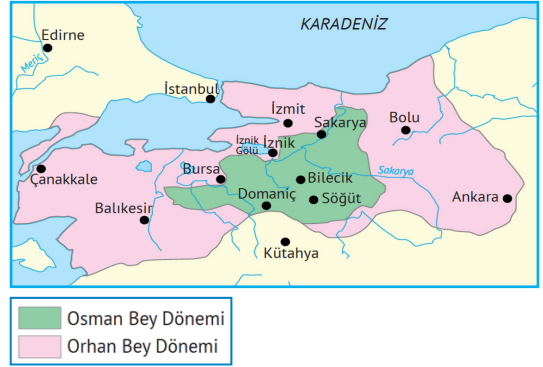 KARADENİZ
Edirne
Meriç
İstanbul
İzmit
Sakarya
Bolu
İznik
Gölü
İznik
Bursa
Bilecik
Sakarya
Çanakkale
Domaniç
Söğüt
Ankara
Balıkesir
Kütahya
Osman Bey Dönemi
Orhan Bey Dönemi